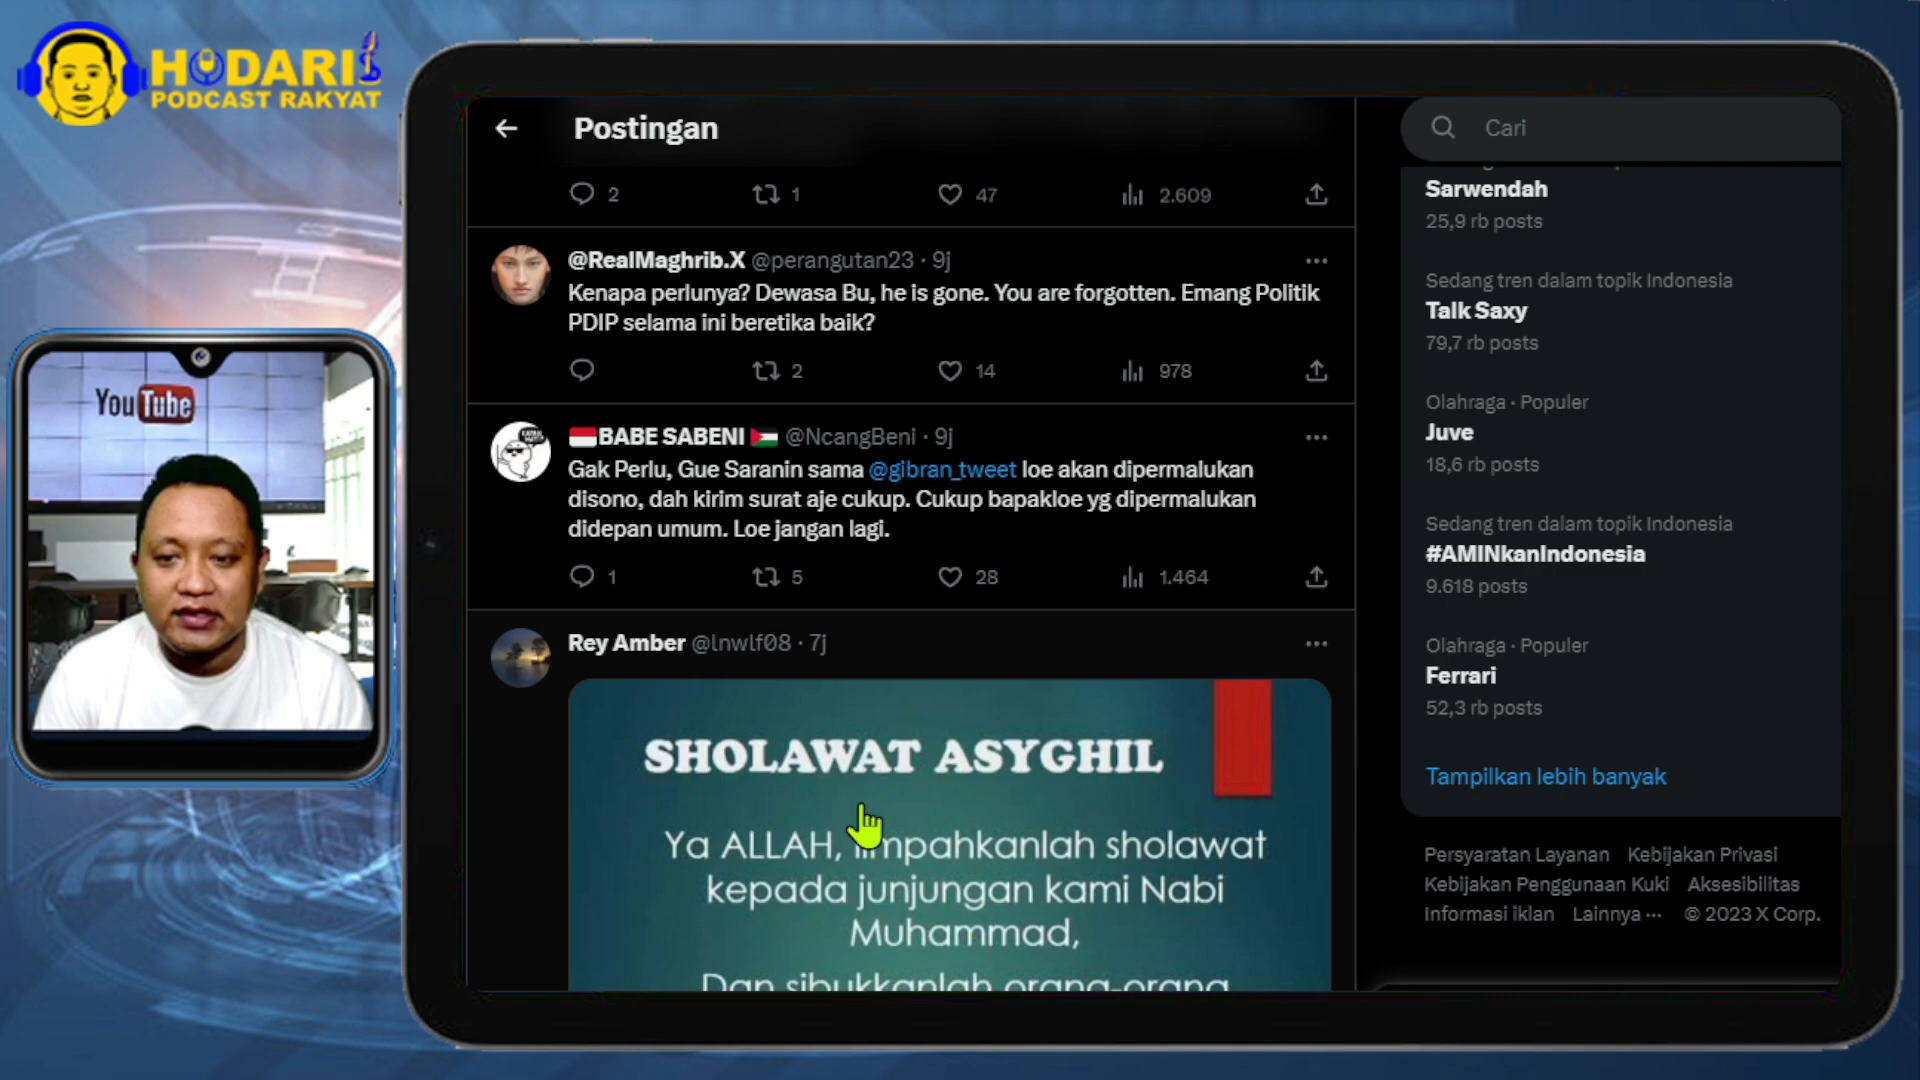 HODARI
PODCAST RAKYAT
YouTube
Postingan
2 1 47 2.609
@RealMaghrib.X @perangutan23 · 9j
Kenapa perlunya? Dewasa Bu, he is gone. You are forgotten. Emang Politik
PDIP selama ini beretika baik?
2 14 978
BABE SABENI @NcangBeni · 9j
Gak Perlu, Gue Saranin sama @gibran_tweet loe akan dipermalukan
disono, dah kirim surat aje cukup. Cukup bapakloe yg dipermalukan
didepan umum. Loe jangan lagi.
1 5 28 1.464
Rey Amber @lnwlf08 · 7j
SHOLAWAT ASYGHIL
Ya ALLAH, limpahkanlah sholawat
kepada junjungan kami Nabi
Muhammad,
Dan sibukkanlah orang-orang
Cari
Sarwendah
25,9 rb posts
Sedang tren dalam topik Indonesia
Talk Saxy
79,7 rb posts
Olahraga · Populer
Juve
18,6 rb posts
Sedang tren dalam topik Indonesia
#AMINkanIndonesia
9.618 posts
Olahraga · Populer
Ferrari
52,3 rb posts
Tampilkan lebih banyak
Persyaratan Layanan Kebijakan Privasi
Kebijakan Penggunaan Kuki Aksesibilitas
Informasi iklan Lainnya ··· © 2023 X Corp.